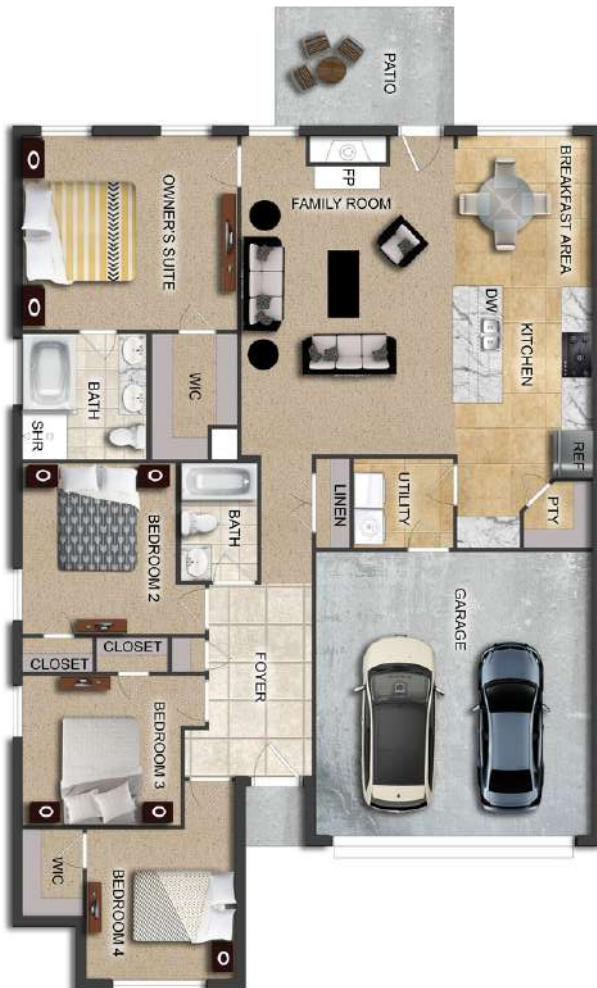 PATIO
BREAKFAST AREA
FP
FAMILY ROOM
OWNER'S SUITE
DW
KITCHEN
BATH
WIC
SHR
REF
LINEN
UTILITY
PTY
BEDROOM 2
BATH
GARAGE
CLOSET
CLOSET
FOYER
BEDROOM 3
WIC
BEDROOM 4